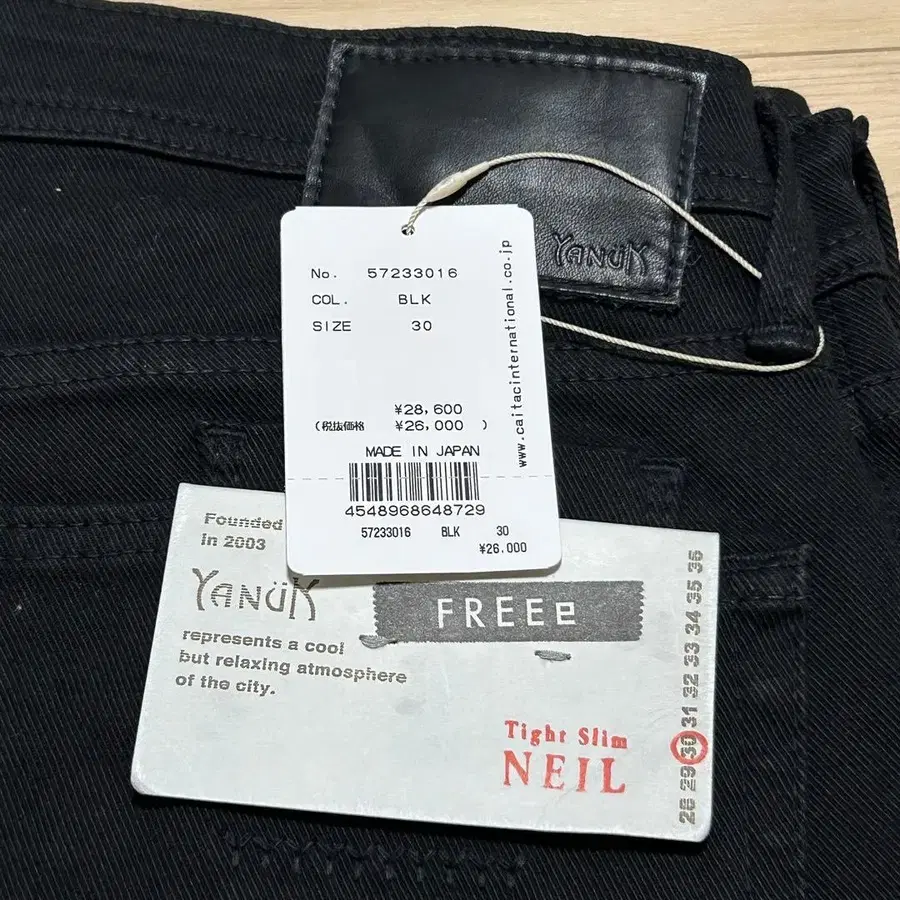 YANÜK
No. 57233016
COL. BLK
SIZE 30
¥28,600
(税抜価格 ¥26,000 )
MADE IN JAPAN
4548968648729
57233016 BLK 30
¥26,000
www.caitacinternational.co.jp
Founded
in 2003
YANÜK
represents a cool
but relaxing atmosphere
of the city.
FREEe
Tight Slim
NEIL
28 29 30 31 32 33 34 35 36